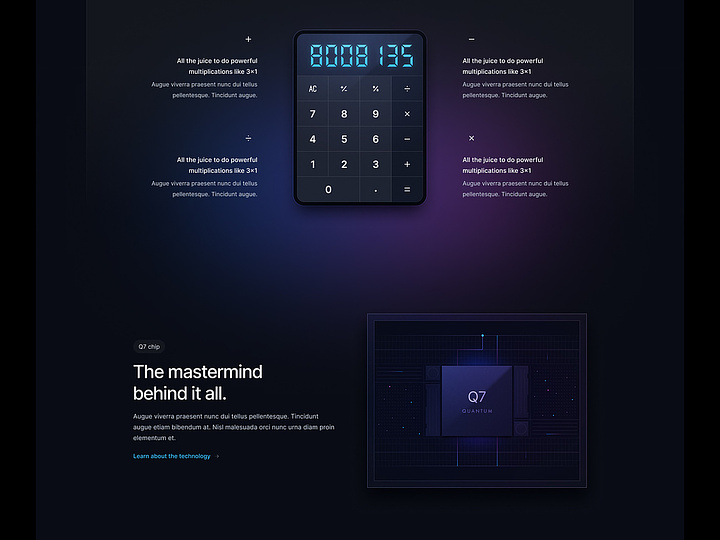 +
All the juice to do powerful
multiplications like 3×1
Augue viverra praesent nunc dui tellus
pellentesque. Tincidunt augue.
÷
All the juice to do powerful
multiplications like 3×1
Augue viverra praesent nunc dui tellus
pellentesque. Tincidunt augue.
8008135
AC ⁺∕₋ % ÷
7 8 9 ×
4 5 6 −
1 2 3 +
0 . =
−
All the juice to do powerful
multiplications like 3×1
Augue viverra praesent nunc dui tellus
pellentesque. Tincidunt augue.
×
All the juice to do powerful
multiplications like 3×1
Augue viverra praesent nunc dui tellus
pellentesque. Tincidunt augue.
Q7 chip
The mastermind
behind it all.
Augue viverra praesent nunc dui tellus pellentesque. Tincidunt
augue etiam bibendum at. Nisl malesuada orci nunc urna diam proin
elementum et.
Learn about the technology
Q7
QUANTUM